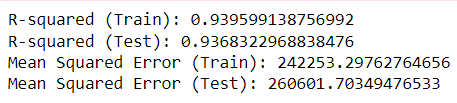 R-squared (Train): 0.939599138756992
R-squared (Test): 0.9368322968838476
Mean Squared Error (Train): 242253.29762764656
Mean Squared Error (Test): 260601.70349476533